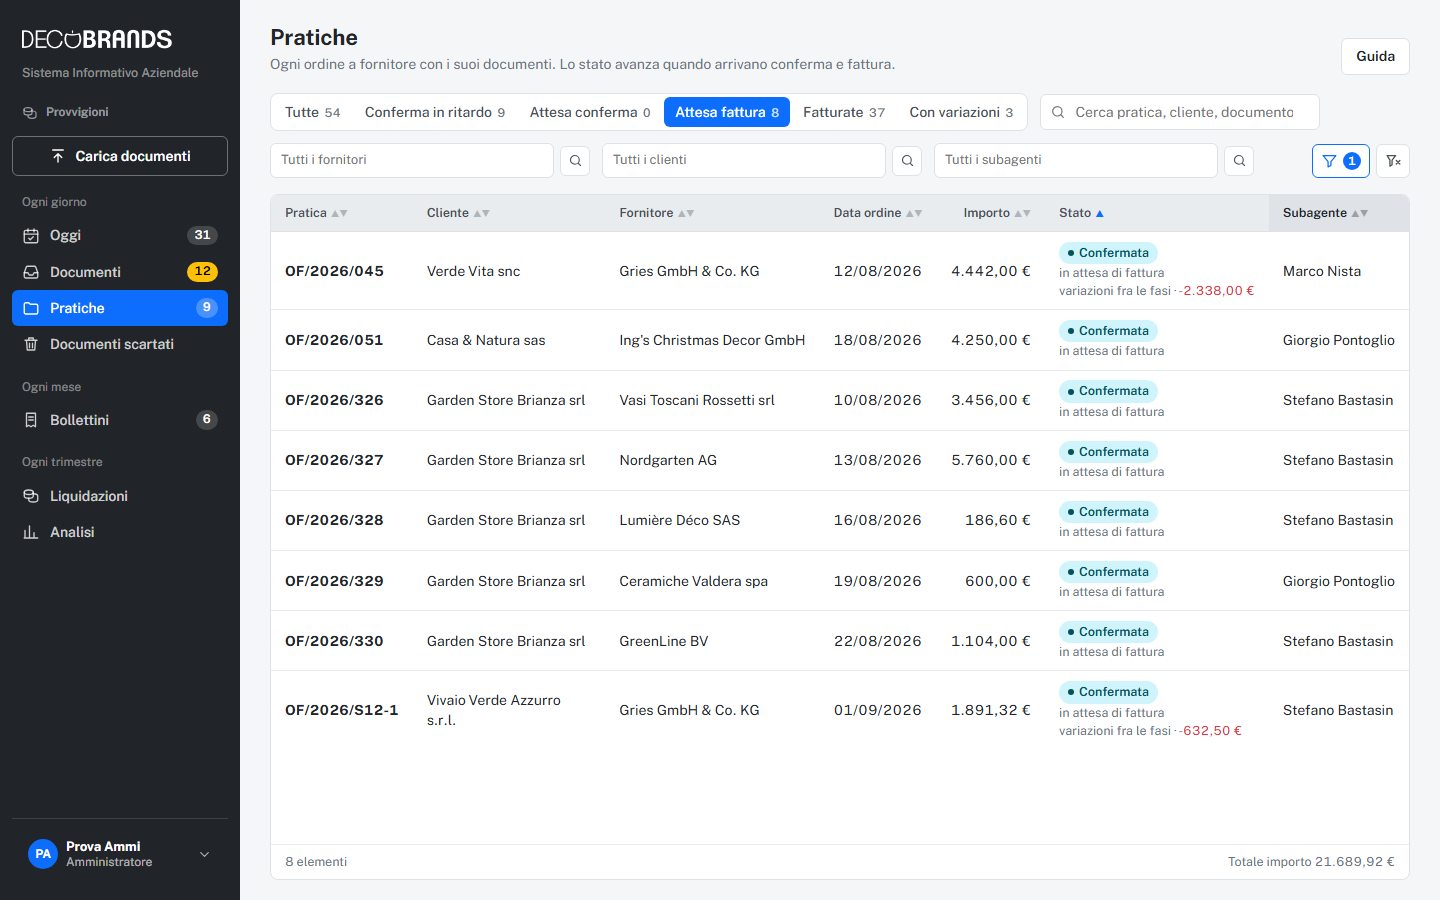 DECOBRANDS
Sistema Informativo Aziendale
Provvigioni
Carica documenti
Ogni giorno
Oggi 31
Documenti 12
Pratiche 9
Documenti scartati
Ogni mese
Bollettini 6
Ogni trimestre
Liquidazioni
Analisi
PA
Prova Ammi
Amministratore
Pratiche
Ogni ordine a fornitore con i suoi documenti. Lo stato avanza quando arrivano conferma e fattura.
Guida
Tutte 54 Conferma in ritardo 9 Attesa conferma 0 Attesa fattura 8 Fatturate 37 Con variazioni 3 Cerca pratica, cliente, documento
Tutti i fornitori Tutti i clienti Tutti i subagenti 1
Pratica Cliente Fornitore Data ordine Importo Stato Subagente
OF/2026/045 Verde Vita snc Gries GmbH & Co. KG 12/08/2026 4.442,00 € Confermata Marco Nista
in attesa di fattura
variazioni fra le fasi · -2.338,00 €
OF/2026/051 Casa & Natura sas Ing's Christmas Decor GmbH 18/08/2026 4.250,00 € Confermata Giorgio Pontoglio
in attesa di fattura
OF/2026/326 Garden Store Brianza srl Vasi Toscani Rossetti srl 10/08/2026 3.456,00 € Confermata Stefano Bastasin
in attesa di fattura
OF/2026/327 Garden Store Brianza srl Nordgarten AG 13/08/2026 5.760,00 € Confermata Stefano Bastasin
in attesa di fattura
OF/2026/328 Garden Store Brianza srl Lumière Déco SAS 16/08/2026 186,60 € Confermata Stefano Bastasin
in attesa di fattura
OF/2026/329 Garden Store Brianza srl Ceramiche Valdera spa 19/08/2026 600,00 € Confermata Giorgio Pontoglio
in attesa di fattura
OF/2026/330 Garden Store Brianza srl GreenLine BV 22/08/2026 1.104,00 € Confermata Stefano Bastasin
in attesa di fattura
OF/2026/S12-1 Vivaio Verde Azzurro s.r.l. Gries GmbH & Co. KG 01/09/2026 1.891,32 € Confermata Stefano Bastasin
in attesa di fattura
variazioni fra le fasi · -632,50 €
8 elementi Totale importo 21.689,92 €